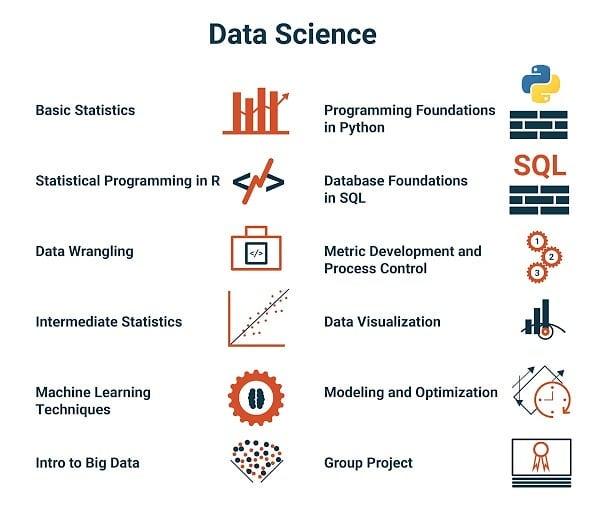 Data Science
Basic Statistics
Statistical Programming in R
</>
Data Wrangling
</>
Intermediate Statistics
Machine Learning
Techniques
Intro to Big Data
Programming Foundations
in Python
SQL
Database Foundations
in SQL
Metric Development and
Process Control
1
2
3
Data Visualization
Modeling and Optimization
Group Project